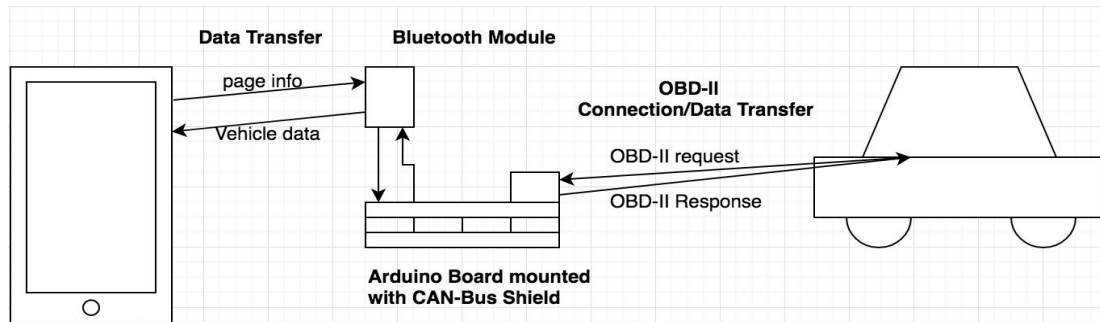 Data Transfer
Bluetooth Module
page info
Vehicle data
OBD-II
Connection/Data Transfer
OBD-II request
OBD-II Response
Arduino Board mounted
with CAN-Bus Shield